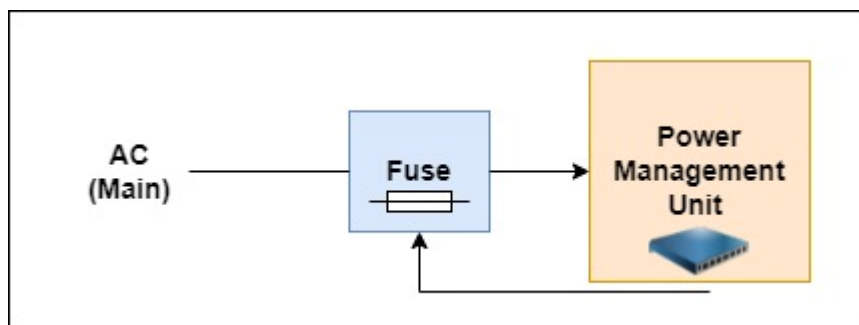 AC
(Main)
Fuse
Power
Management
Unit